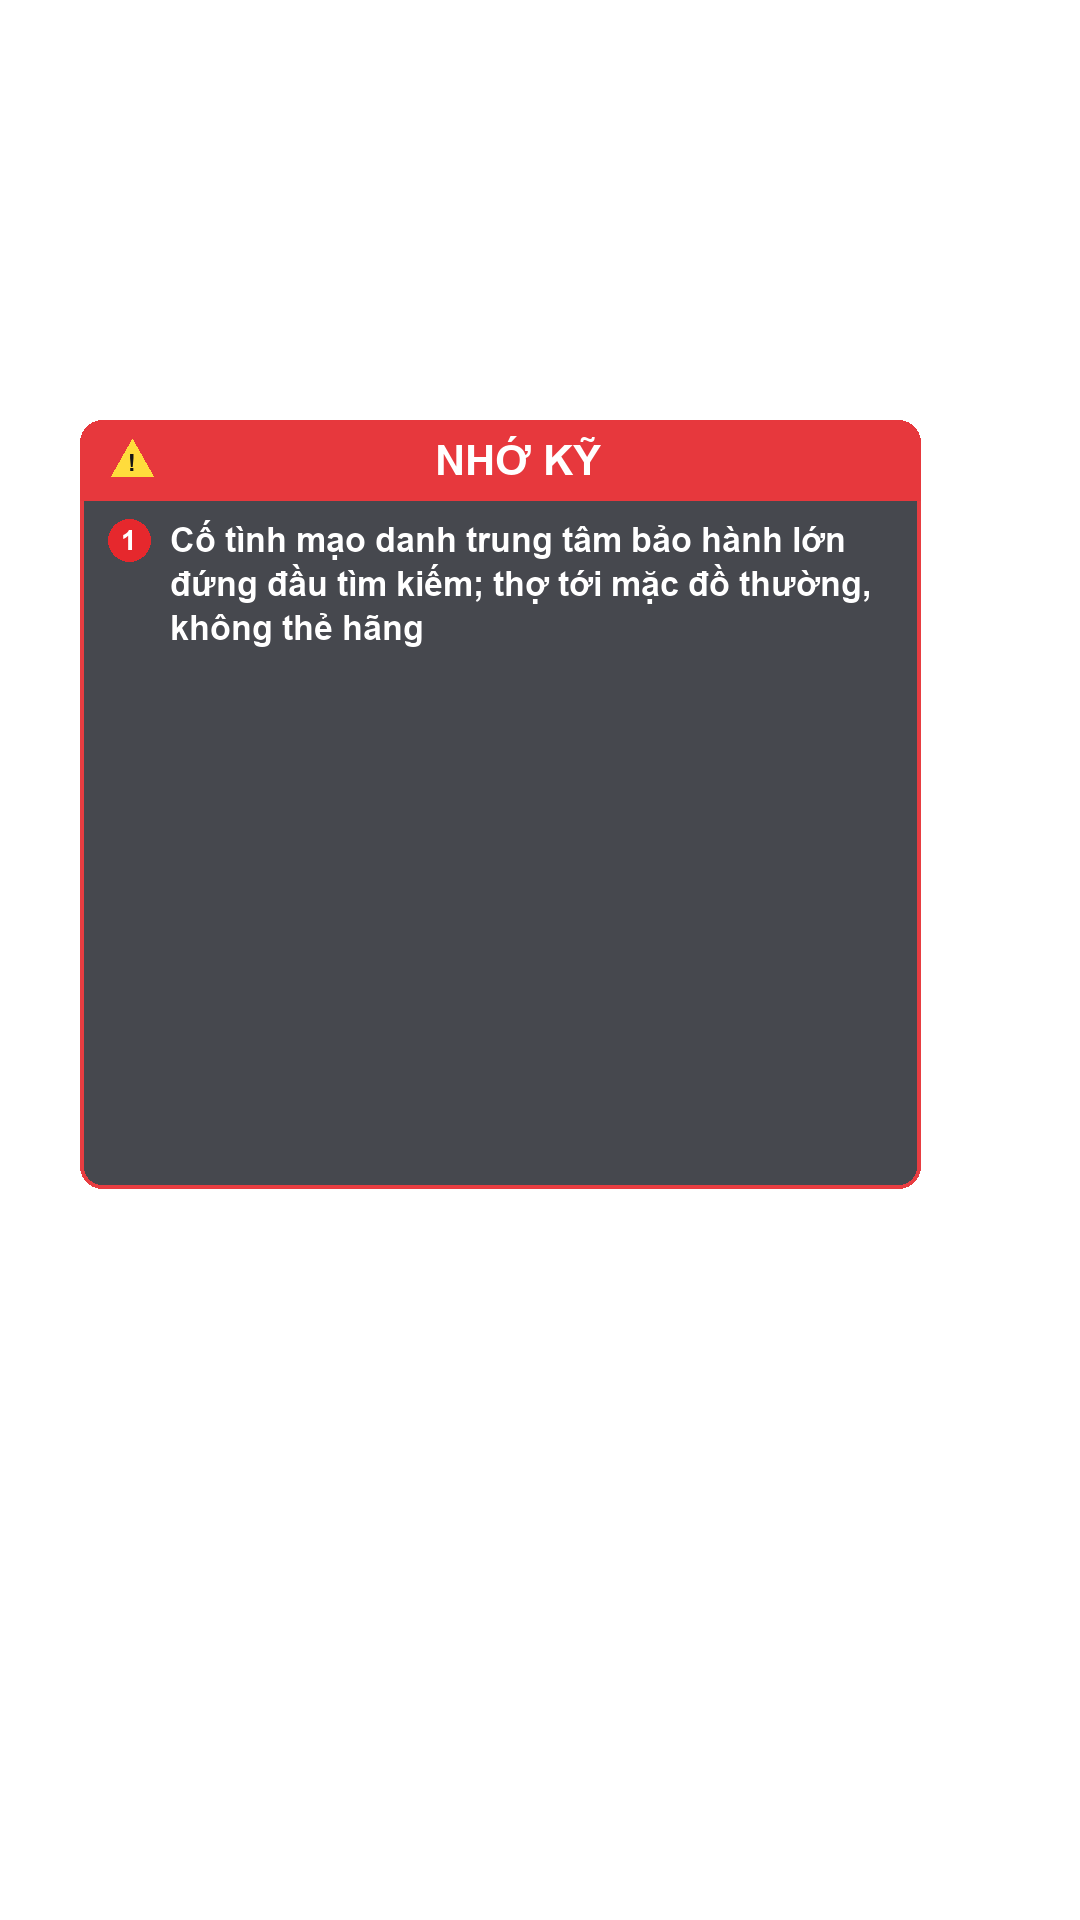 !
NHỚ KỸ
1 Cố tình mạo danh trung tâm bảo hành lớn
đứng đầu tìm kiếm; thợ tới mặc đồ thường,
không thẻ hãng